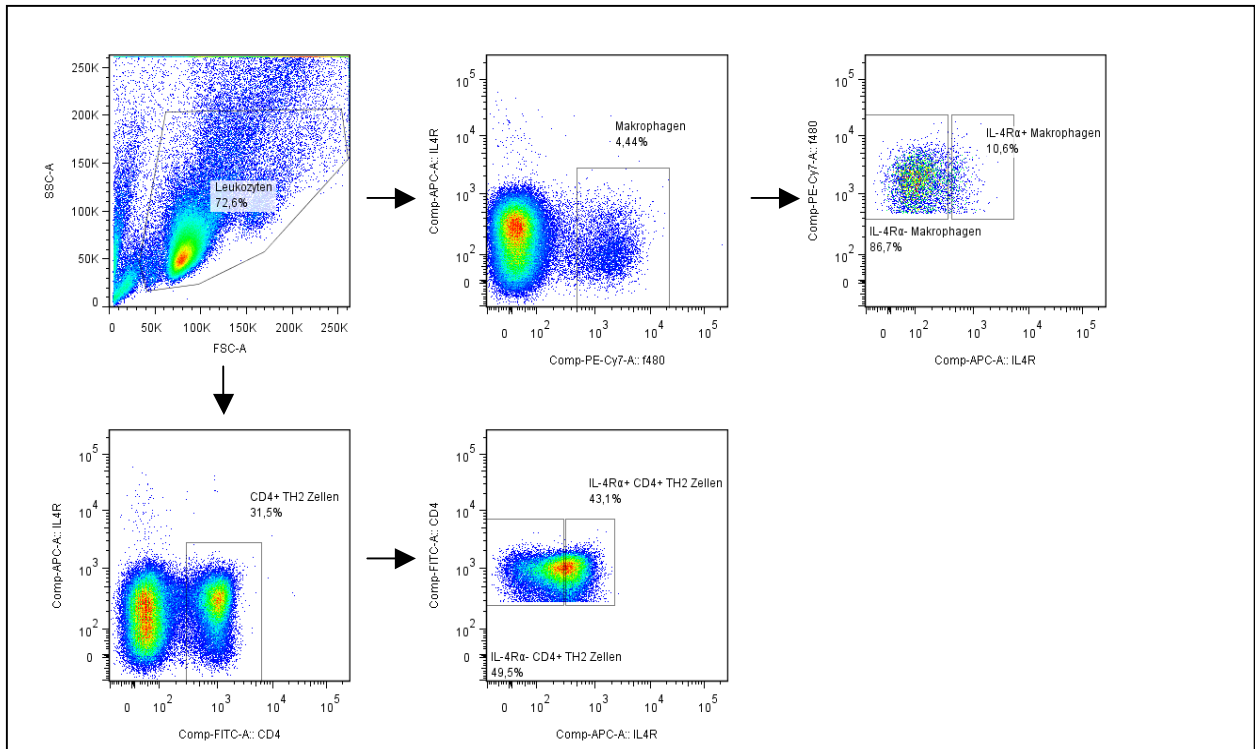 250K
200K
150K
100K
50K
0
SSC-A
Leukozyten
72,6%
0
50K
100K
150K
200K
250K
FSC-A
10^5
10^4
10^3
10^2
0
Comp-APC-A:: IL4R
Makrophagen
4,44%
0
10^2
10^3
10^4
10^5
Comp-PE-Cy7-A:: f480
10^5
10^4
10^3
10^2
0
Comp-PE-Cy7-A:: f480
IL-4Rα+ Makrophagen
10,6%
IL-4Rα- Makrophagen
86,7%
0
10^2
10^3
10^4
10^5
Comp-APC-A:: IL4R
10^5
10^4
10^3
10^2
0
Comp-APC-A:: IL4R
CD4+ TH2 Zellen
31,5%
0
10^2
10^3
10^4
10^5
Comp-FITC-A:: CD4
10^5
10^4
10^3
10^2
0
Comp-FITC-A:: CD4
IL-4Rα+ CD4+ TH2 Zellen
43,1%
IL-4Rα- CD4+ TH2 Zellen
49,5%
0
10^2
10^3
10^4
10^5
Comp-APC-A:: IL4R